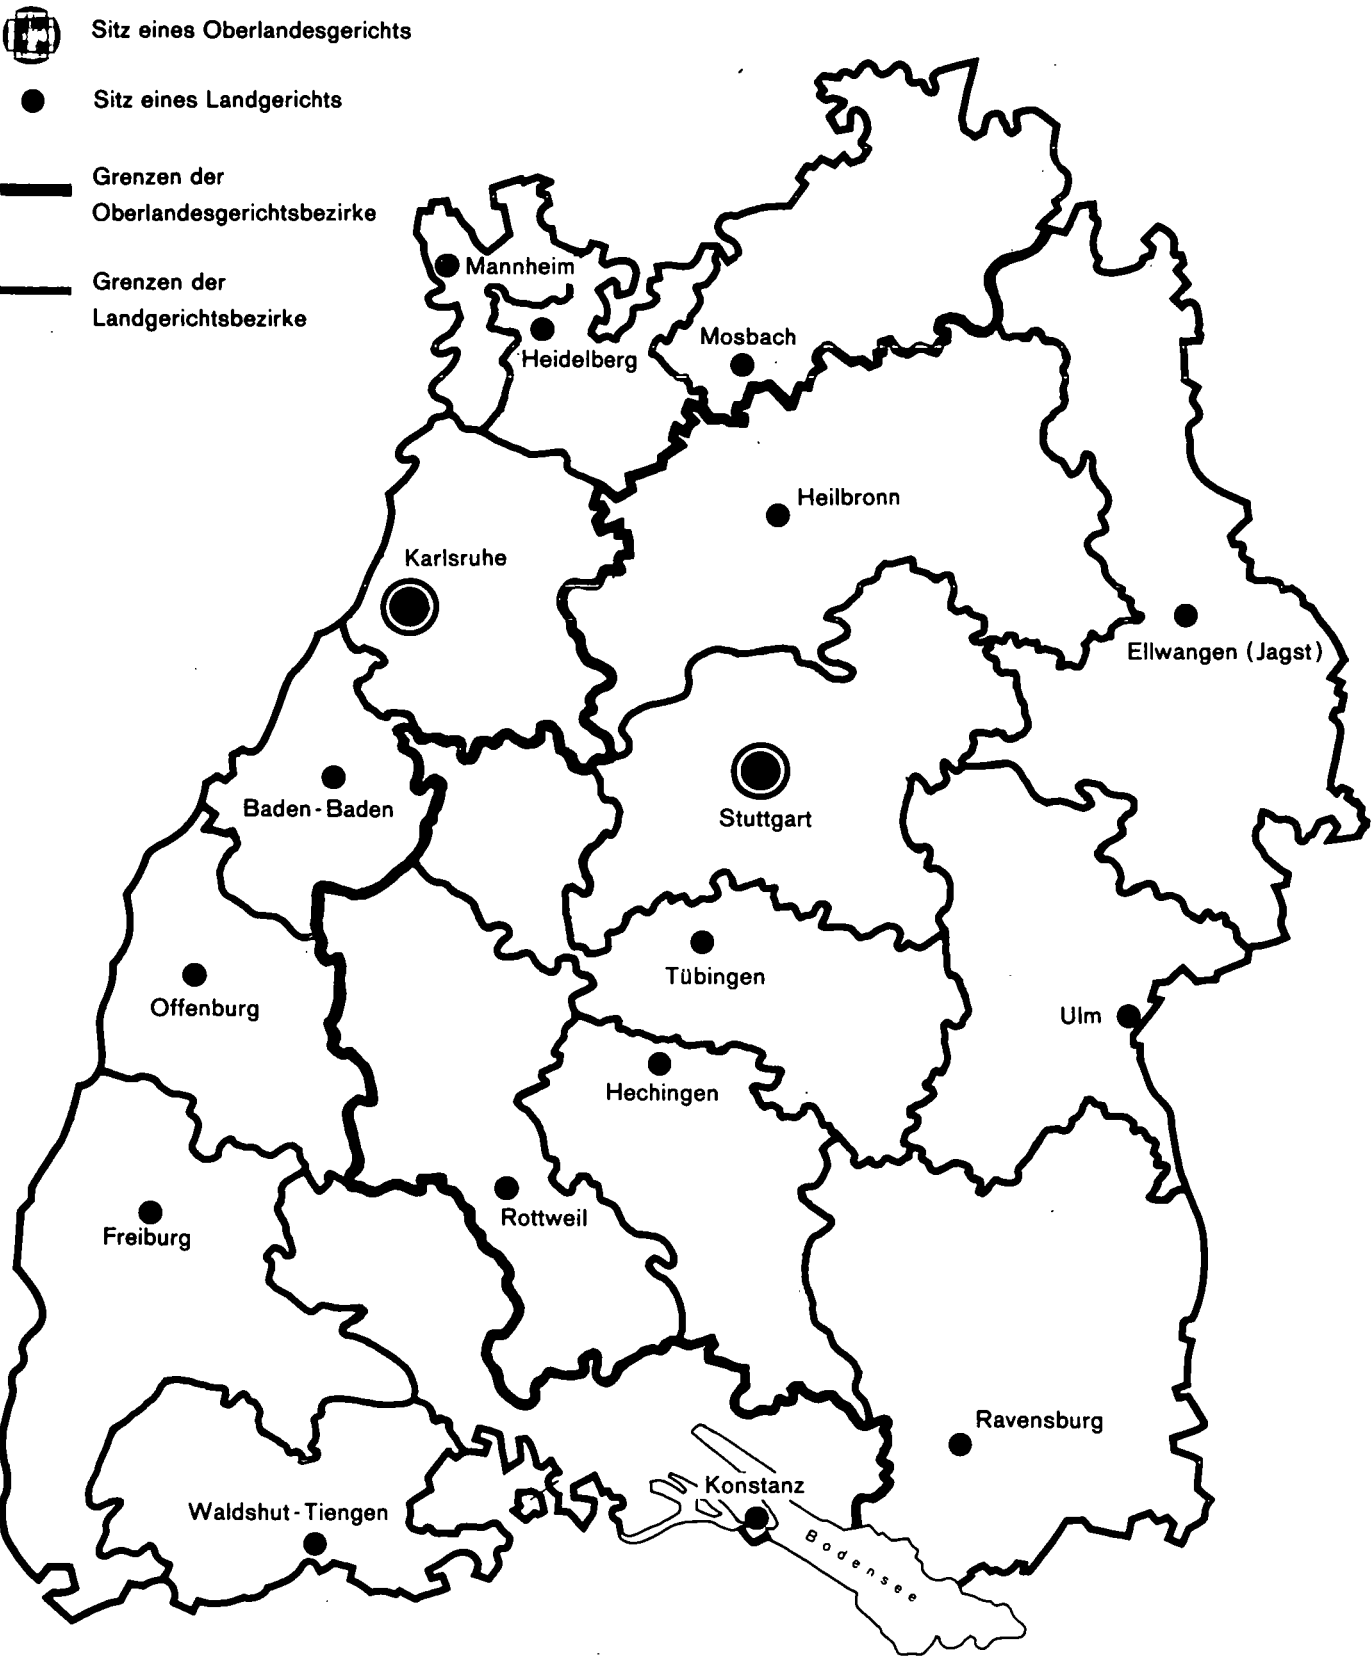 Sitz eines Oberlandesgerichts
Sitz eines Landgerichts
Grenzen der
Oberlandesgerichtsbezirke
Grenzen der
Landgerichtsbezirke
Mannheim
Heidelberg
Mosbach
Heilbronn
Karlsruhe
Ellwangen (Jagst)
Baden-Baden
Stuttgart
Tübingen
Offenburg
Ulm
Hechingen
Rottweil
Freiburg
Ravensburg
Konstanz
Waldshut-Tiengen
Bodensee